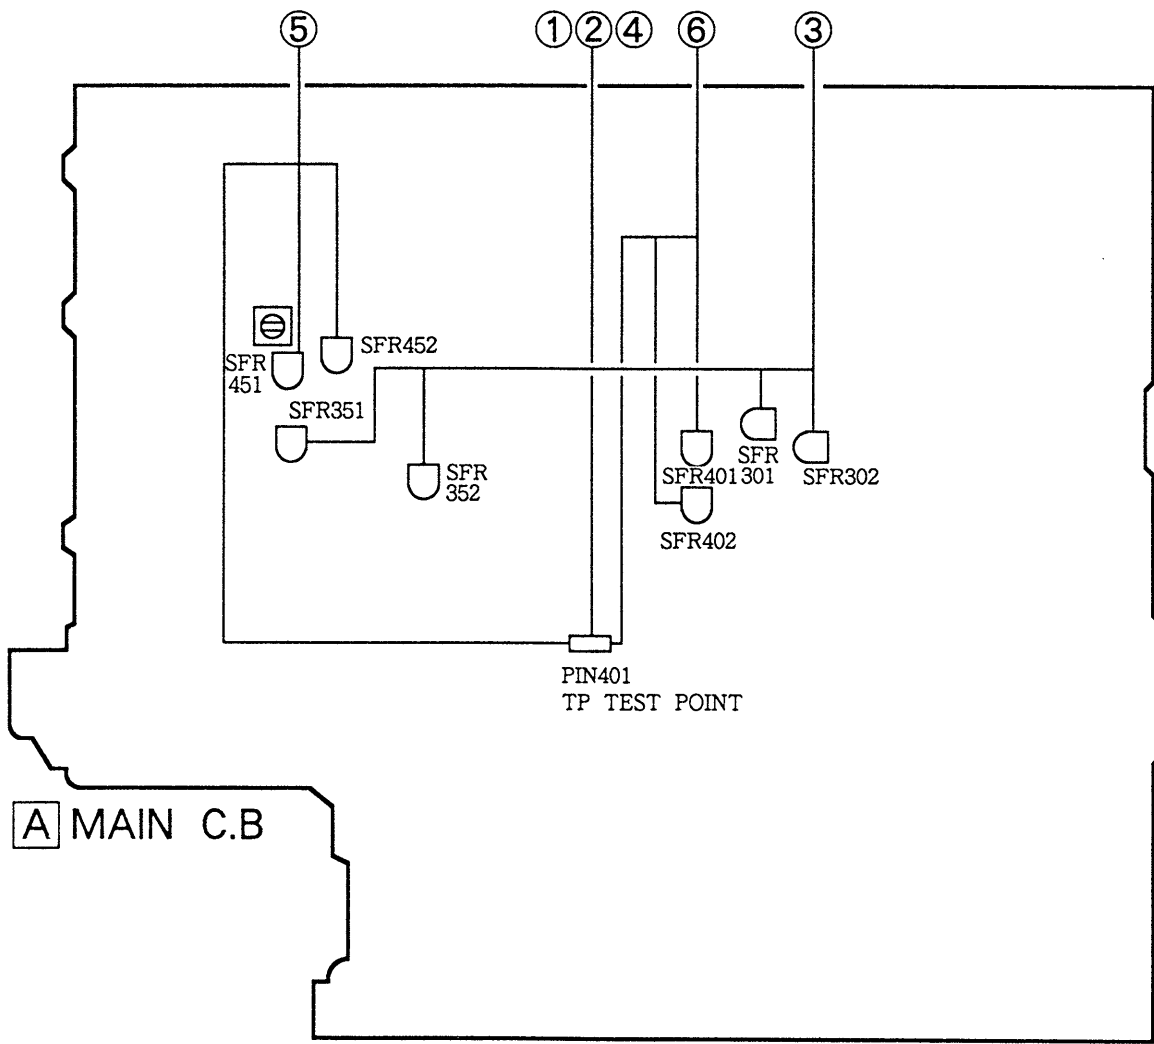 ⑤ ①②④ ⑥ ③
SFR
451
SFR452
SFR351
SFR
352
SFR401
SFR
301
SFR302
SFR402
PIN401
TP TEST POINT
A MAIN C.B